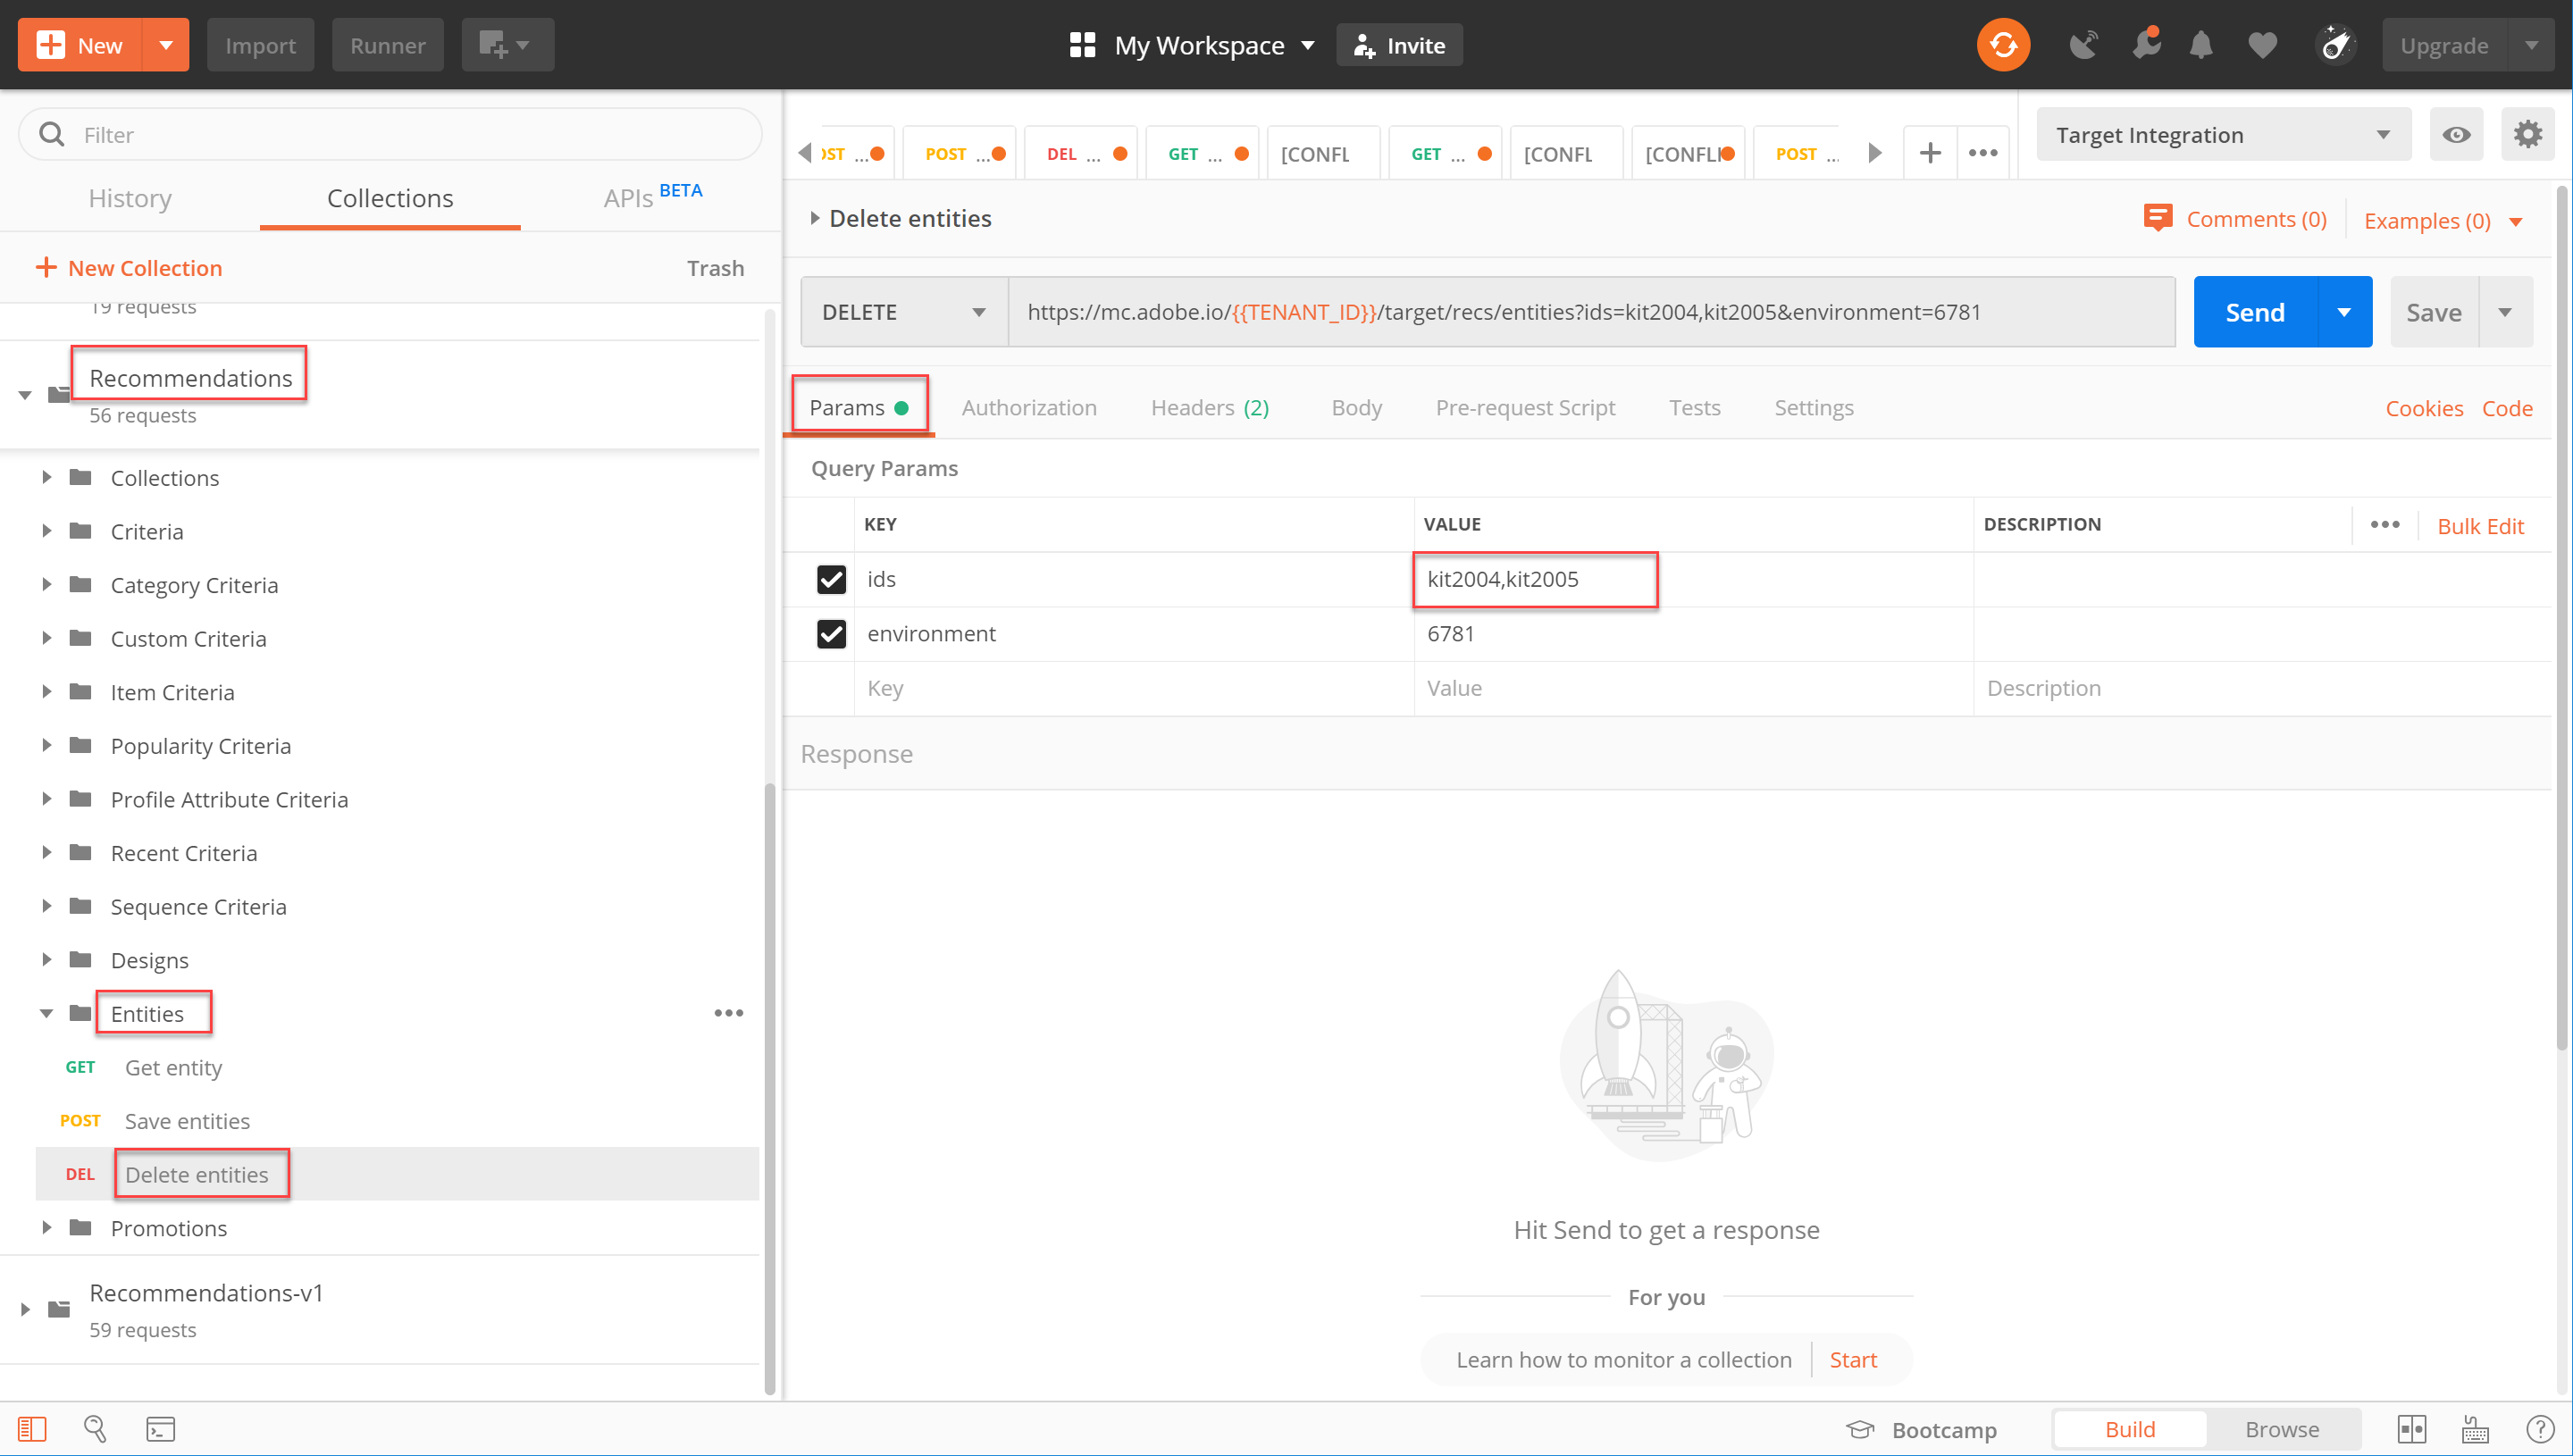 New
Import
Runner
My Workspace
Invite
Upgrade
Filter
History
Collections
APIs BETA
New Collection
Trash
19 requests
Recommendations
56 requests
Collections
Criteria
Category Criteria
Custom Criteria
Item Criteria
Popularity Criteria
Profile Attribute Criteria
Recent Criteria
Sequence Criteria
Designs
Entities
GET Get entity
POST Save entities
DEL Delete entities
Promotions
Recommendations-v1
59 requests
POST ... DEL ... GET ... [CONFL GET ... [CONFL [CONFLI POST ..
Target Integration
Delete entities
Comments (0)
Examples (0)
DELETE
https://mc.adobe.io/{{TENANT_ID}}/target/recs/entities?ids=kit2004,kit2005&environment=6781
Send
Save
Params
Authorization
Headers (2)
Body
Pre-request Script
Tests
Settings
Cookies
Code
Query Params
KEY VALUE DESCRIPTION
Bulk Edit
ids kit2004,kit2005
environment 6781
Key Value Description
Response
Hit Send to get a response
For you
Learn how to monitor a collection Start
Bootcamp
Build
Browse